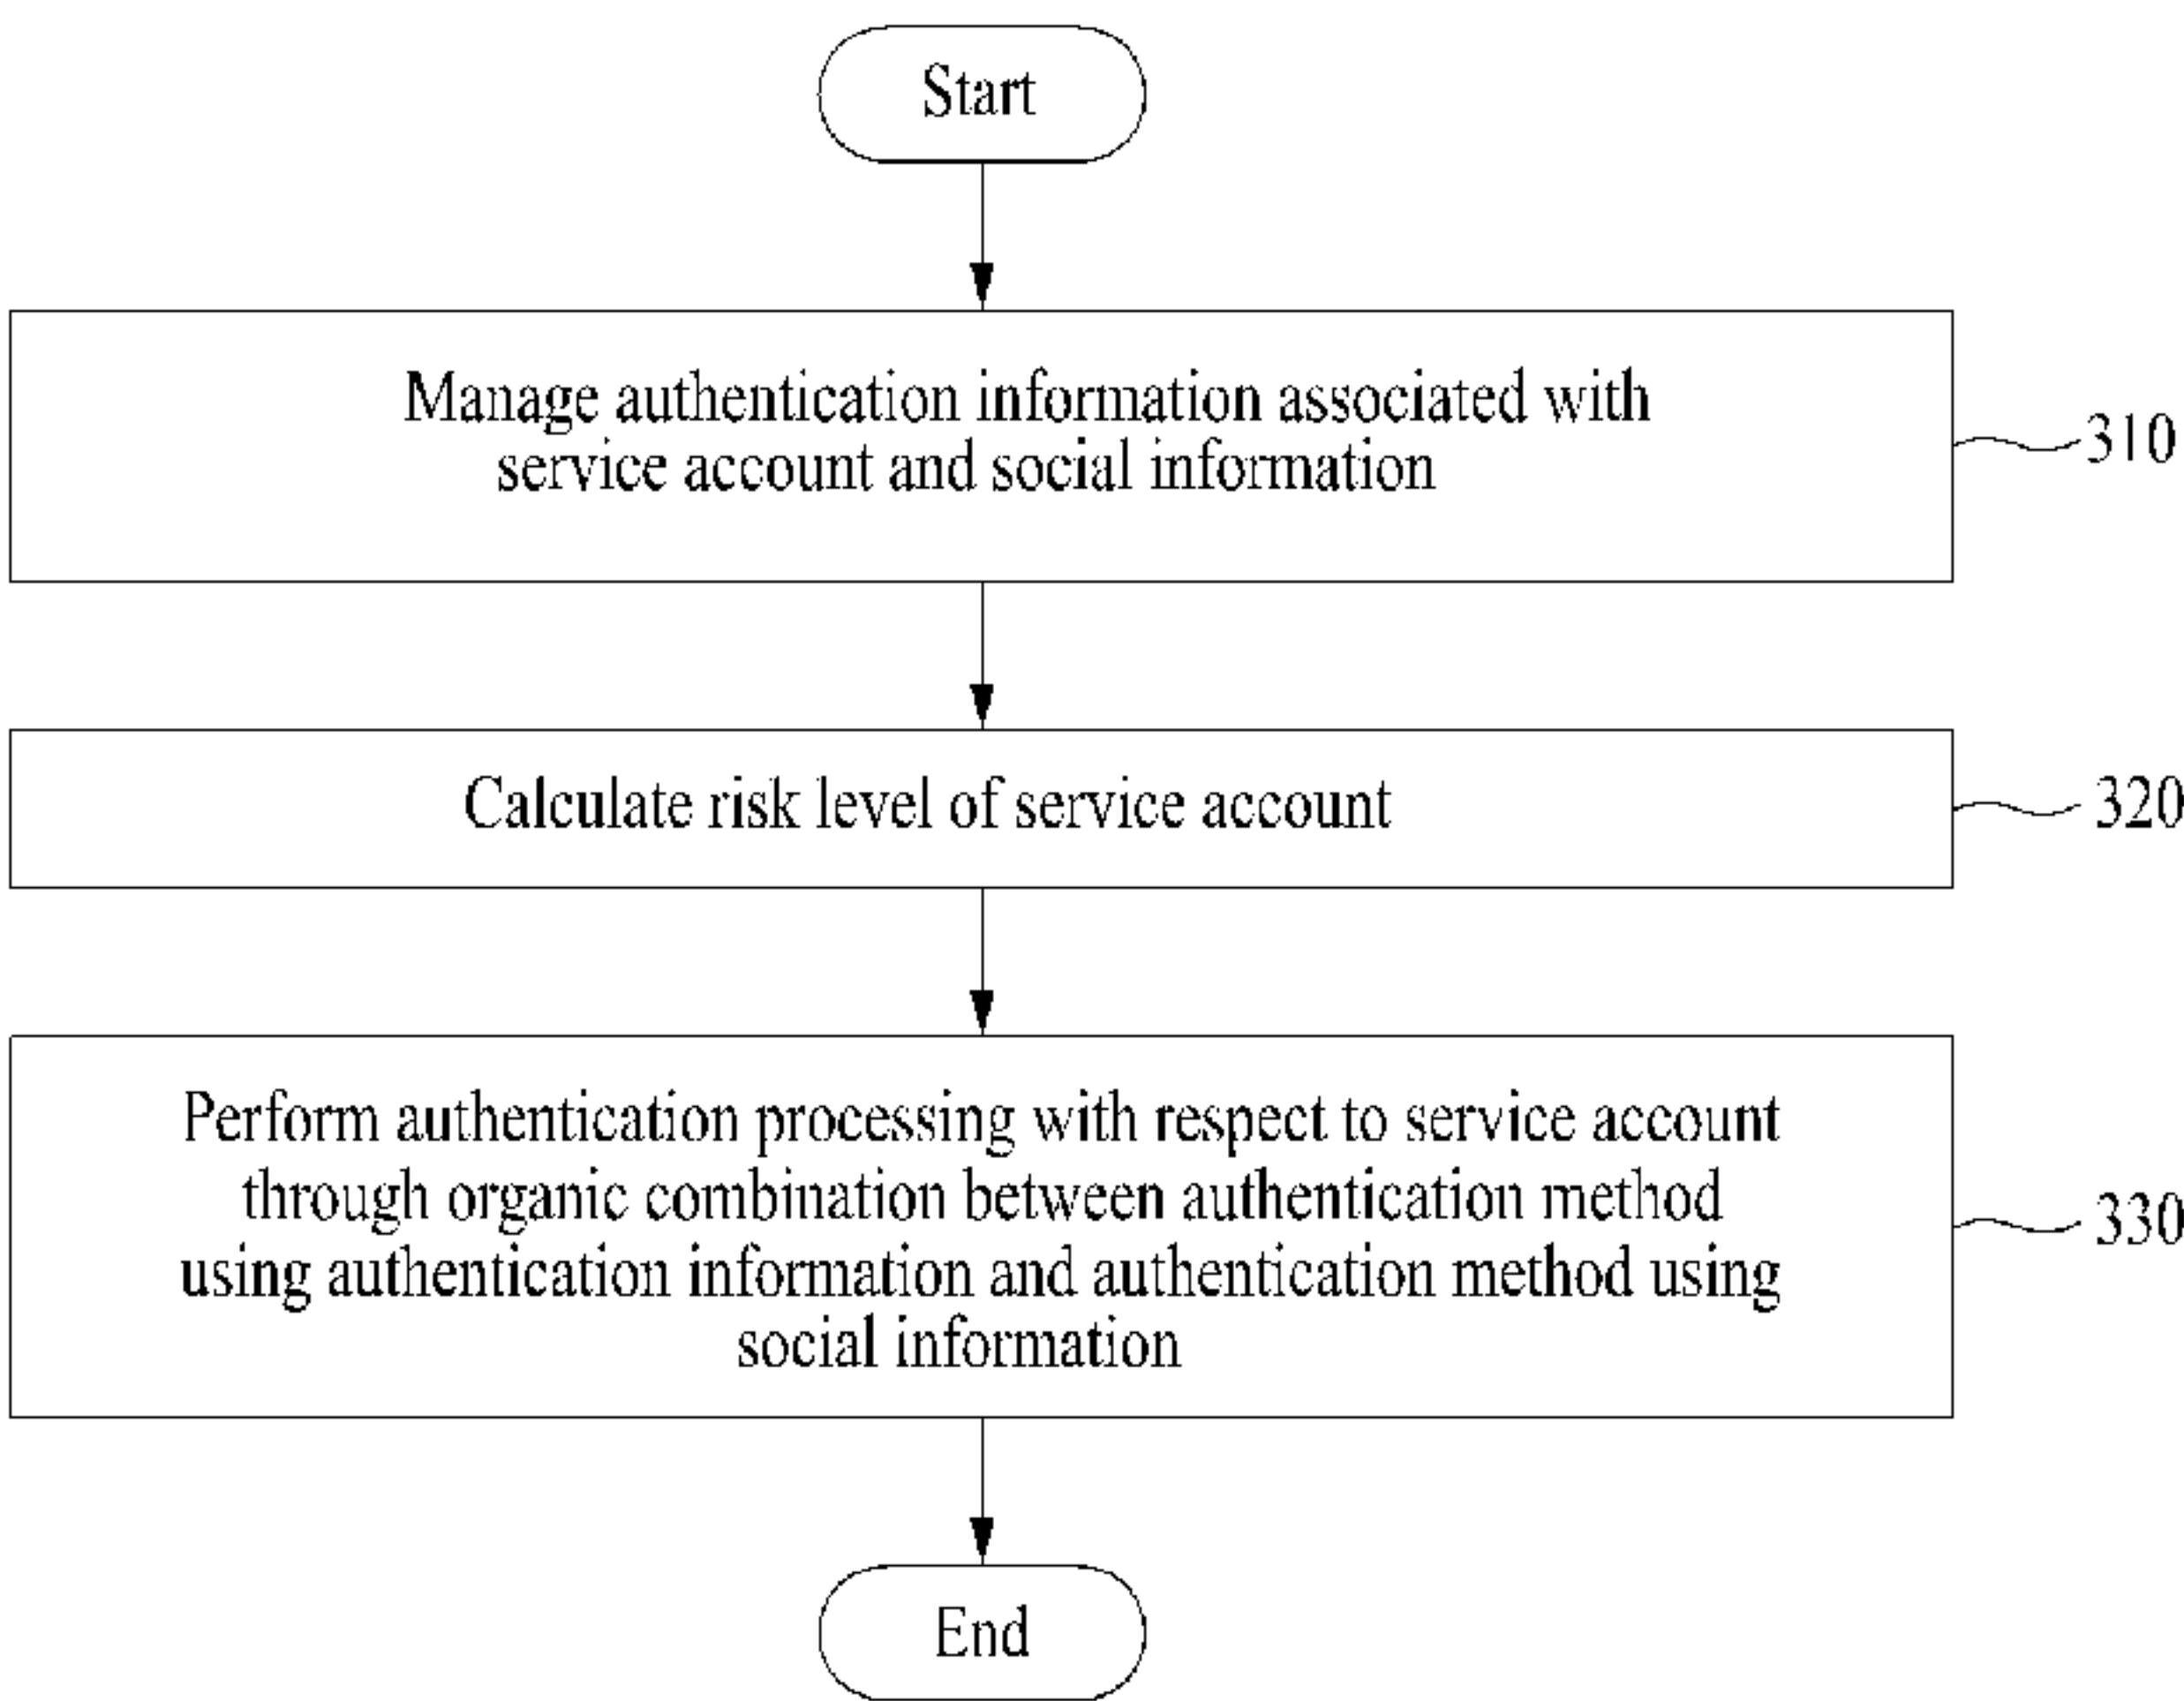 Start
Manage authentication information associated with
service account and social information
310
Calculate risk level of service account
320
Perform authentication processing with respect to service account
through organic combination between authentication method
using authentication information and authentication method using
social information
330
End